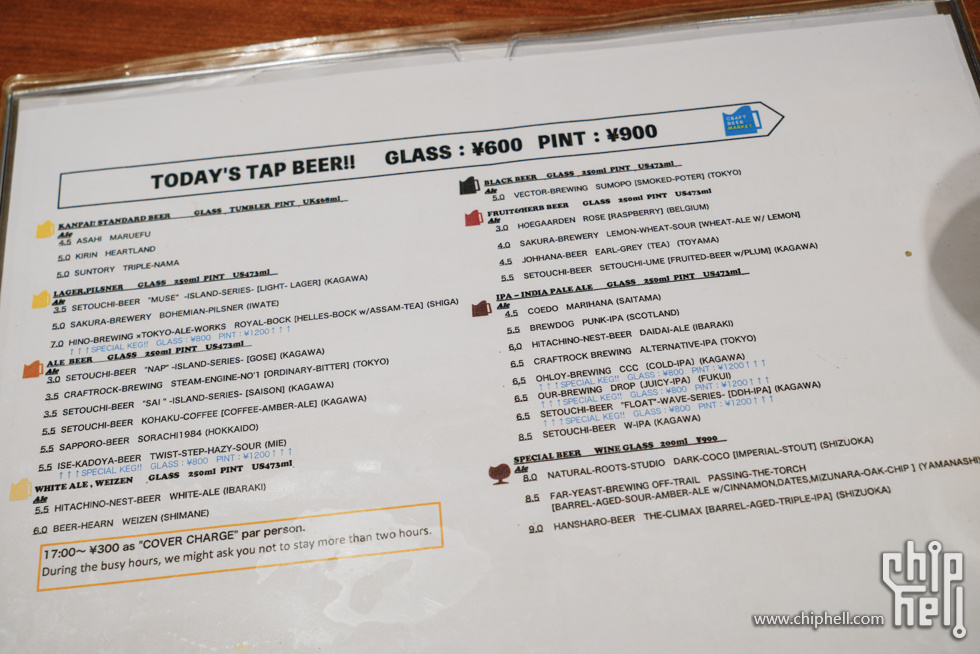 TODAY'S TAP BEER!! GLASS : ¥600 PINT : ¥900
CRAFT
BEER
MARKET
KANPAI! STANDARD BEER GLASS , TUMBLER PINT , UK568ml
Alc
4.5 ASAHI MARUEFU
5.0 KIRIN HEARTLAND
5.0 SUNTORY TRIPLE-NAMA
LAGER,PILSNER GLASS 250ml PINT US473ml
Alc
3.5 SETOUCHI-BEER "MUSE" -ISLAND-SERIES- [LIGHT- LAGER] (KAGAWA)
5.0 SAKURA-BREWERY BOHEMIAN-PILSNER (IWATE)
7.0 HINO-BREWING ×TOKYO-ALE-WORKS ROYAL-BOCK [HELLES-BOCK w/ASSAM-TEA] (SHIGA)
↑↑↑SPECIAL KEG!! GLASS : ¥800 PINT : ¥1200↑↑↑
ALE BEER GLASS 250ml PINT US473ml
Alc
3.0 SETOUCHI-BEER "NAP" -ISLAND-SERIES- [GOSE] (KAGAWA)
3.5 CRAFTROCK-BREWING STEAM-ENGINE-NO'1 [ORDINARY-BITTER] (TOKYO)
3.5 SETOUCHI-BEER "SAI" -ISLAND-SERIES- [SAISON] (KAGAWA)
5.5 SETOUCHI-BEER KOHAKU-COFFEE [COFFEE-AMBER-ALE] (KAGAWA)
5.5 SAPPORO-BEER SORACHI1984 (HOKKAIDO)
5.5 ISE-KADOYA-BEER TWIST-STEP-HAZY-SOUR (MIE)
↑↑↑SPECIAL KEG!! GLASS : ¥800 PINT : ¥1200↑↑↑
WHITE ALE , WEIZEN GLASS 250ml PINT US473ml
Alc
5.5 HITACHINO-NEST-BEER WHITE-ALE (IBARAKI)
6.0 BEER-HEARN WEIZEN (SHIMANE)
17:00～ ¥300 as "COVER CHARGE" par person.
During the busy hours, we might ask you not to stay more than two hours.
BLACK BEER GLASS 250ml PINT US473ml
Alc
5.0 VECTOR-BREWING SUMOPO [SMOKED-POTER] (TOKYO)
FRUIT&HERB BEER GLASS 250ml PINT US473ml
Alc
3.0 HOEGAARDEN ROSE [RASPBERRY] (BELGIUM)
4.0 SAKURA-BREWERY LEMON-WHEAT-SOUR [WHEAT-ALE W/ LEMON]
4.5 JOHHANA-BEER EARL-GREY (TEA) (TOYAMA)
5.5 SETOUCHI-BEER SETOUCHI-UME [FRUITED-BEER w/PLUM] (KAGAWA)
IPA – INDIA PALE ALE GLASS 250ml PINT US473ml
Alc
4.5 COEDO MARIHANA (SAITAMA)
5.5 BREWDOG PUNK-IPA (SCOTLAND)
6.0 HITACHINO-NEST-BEER DAIDAI-ALE (IBARAKI)
6.5 CRAFTROCK BREWING ALTERNATIVE-IPA (TOKYO)
6.5 OHLOY-BREWING CCC [COLD-IPA] (KAGAWA)
↑↑↑SPECIAL KEG!! GLASS : ¥800 PINT : ¥1200↑↑↑
6.5 OUR-BREWING DROP [JUICY-IPA] (FUKUI)
↑↑↑SPECIAL KEG!! GLASS : ¥800 PINT : ¥1200↑↑↑
6.5 SETOUCHI-BEER "FLOAT"-WAVE-SERIES- [DDH-IPA] (KAGAWA)
↑↑↑SPECIAL KEG!! GLASS : ¥800 PINT : ¥1200↑↑↑
8.5 SETOUCHI-BEER W-IPA (KAGAWA)
SPECIAL BEER WINE GLASS 200ml ¥900
Alc
8.0 NATURAL-ROOTS-STUDIO DARK-COCO [IMPERIAL-STOUT] (SHIZUOKA)
8.5 FAR-YEAST-BREWING OFF-TRAIL PASSING-THE-TORCH
[BARREL-AGED-SOUR-AMBER-ALE w/CINNAMON,DATES,MIZUNARA-OAK-CHIP ] (YAMANASHI
9.0 HANSHARO-BEER THE-CLIMAX [BARREL-AGED-TRIPLE-IPA] (SHIZUOKA)
www.chiphell.com
chip
hell